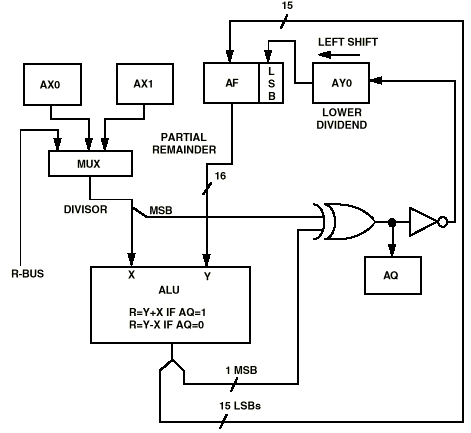 15
LEFT SHIFT
AX0
AX1
AF
L
S
B
AY0
LOWER
DIVIDEND
PARTIAL
REMAINDER
MUX
16
DIVISOR
MSB
R-BUS
X
Y
ALU
R=Y+X IF AQ=1
R=Y-X IF AQ=0
AQ
1 MSB
15 LSBs